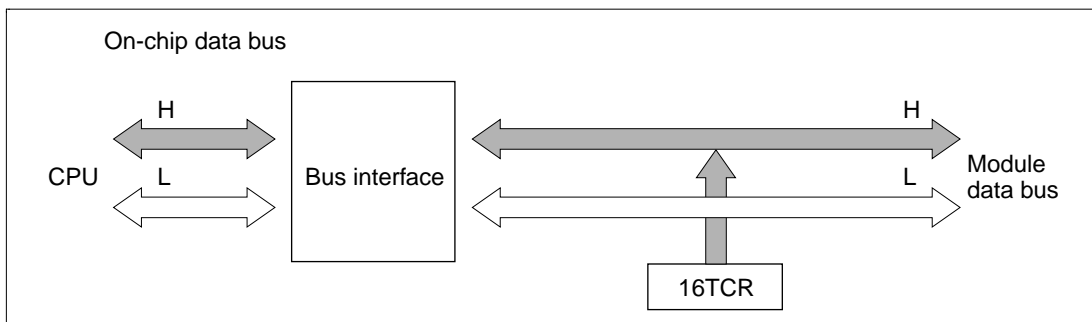 On-chip data bus
H
H
CPU
L
Bus interface
L
Module
data bus
16TCR